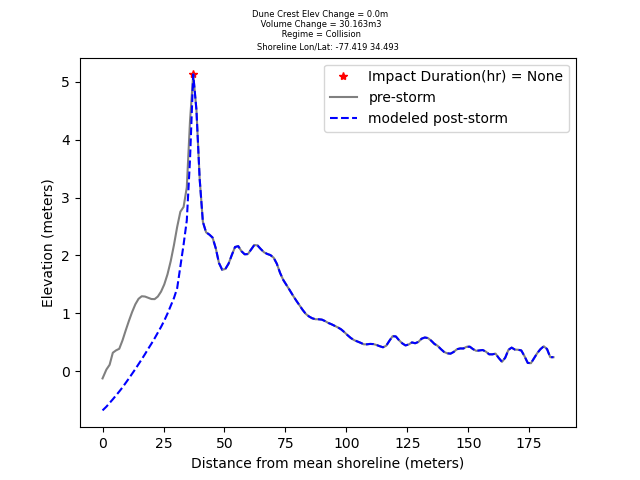 Dune Crest Elev Change = 0.0m
Volume Change = 30.163m3
Regime = Collision
Shoreline Lon/Lat: -77.419 34.493
Impact Duration(hr) = None
pre-storm
modeled post-storm
Elevation (meters)
5
4
3
2
1
0
0 25 50 75 100 125 150 175
Distance from mean shoreline (meters)